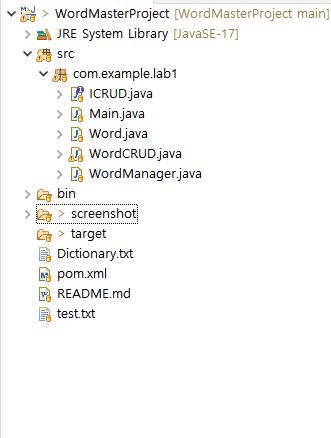 > WordMasterProject [WordMasterProject main]
JRE System Library [JavaSE-17]
src
com.example.lab1
ICRUD.java
Main.java
Word.java
WordCRUD.java
WordManager.java
bin
> screenshot
> target
Dictionary.txt
pom.xml
README.md
test.txt